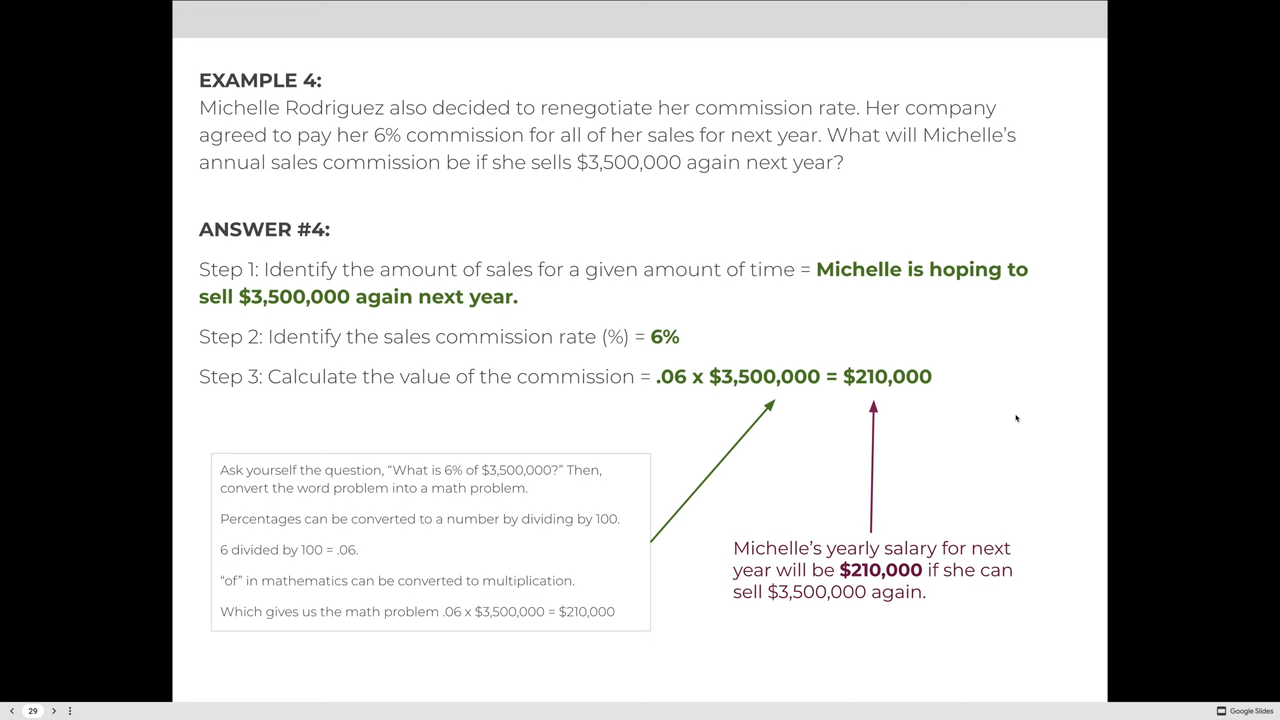 EXAMPLE 4:
Michelle Rodriguez also decided to renegotiate her commission rate. Her company
agreed to pay her 6% commission for all of her sales for next year. What will Michelle’s
annual sales commission be if she sells $3,500,000 again next year?
ANSWER #4:
Step 1: Identify the amount of sales for a given amount of time = Michelle is hoping to
sell $3,500,000 again next year.
Step 2: Identify the sales commission rate (%) = 6%
Step 3: Calculate the value of the commission = .06 x $3,500,000 = $210,000
Ask yourself the question, “What is 6% of $3,500,000?” Then,
convert the word problem into a math problem.
Percentages can be converted to a number by dividing by 100.
6 divided by 100 = .06.
“of” in mathematics can be converted to multiplication.
Which gives us the math problem .06 x $3,500,000 = $210,000
Michelle’s yearly salary for next
year will be $210,000 if she can
sell $3,500,000 again.
29
Google Slides